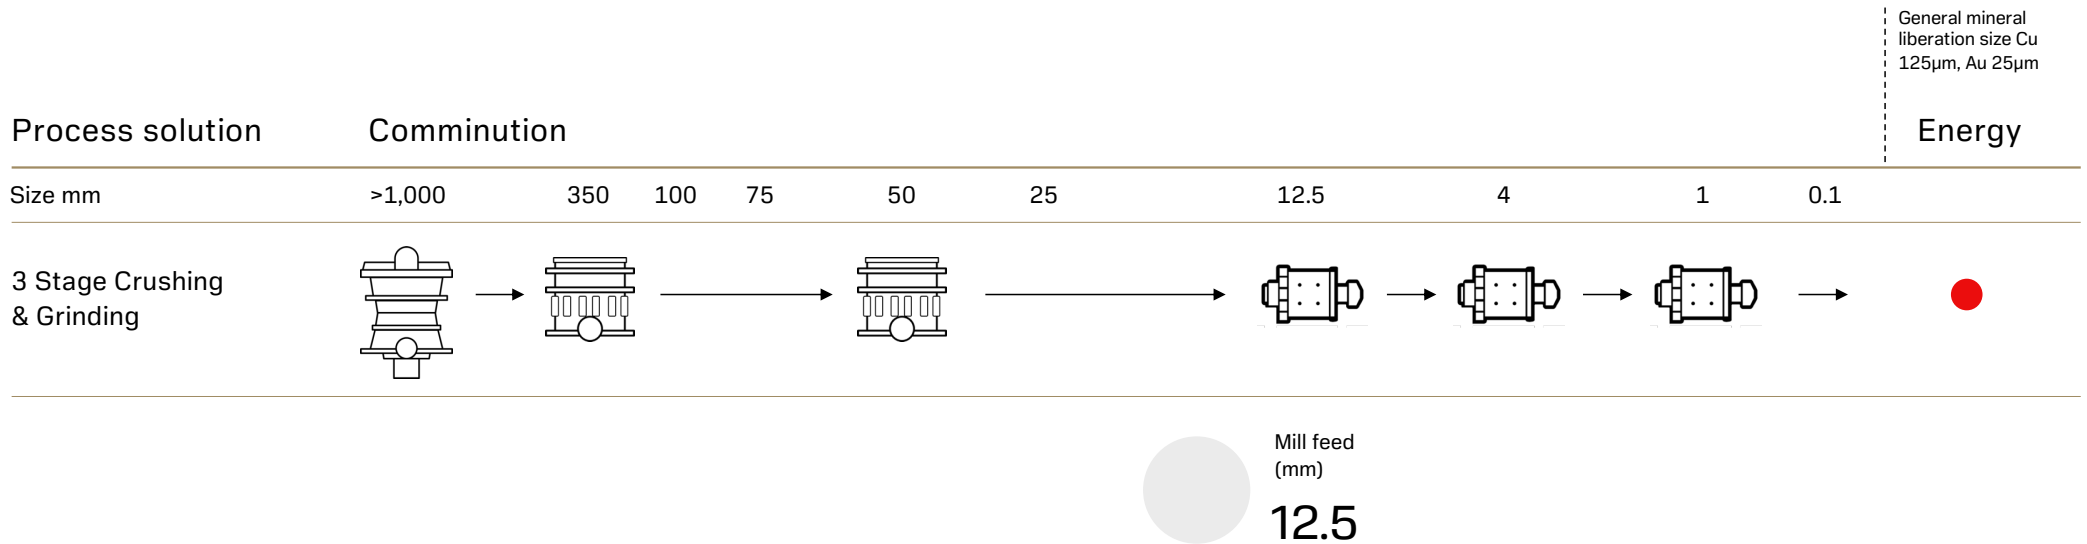 General mineral
liberation size Cu
125µm, Au 25µm
Process solution Comminution Energy
Size mm >1,000 350 100 75 50 25 12.5 4 1 0.1
3 Stage Crushing
& Grinding
Mill feed
(mm)
12.5